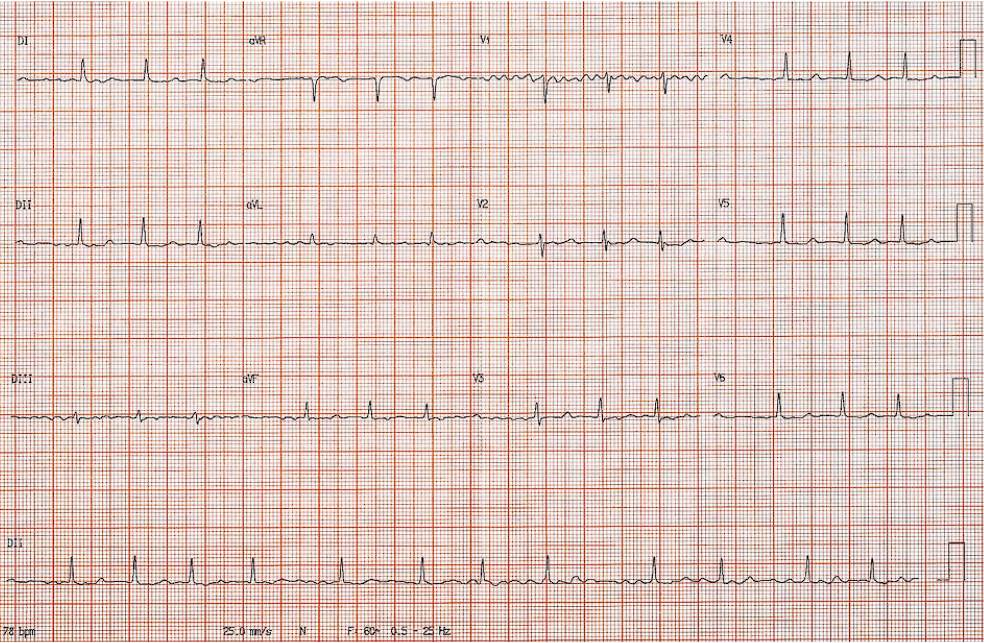 DI aVR V1 V4
DII aVL V2 V5
DIII aVF V3 V6
DII
78 bpm 25.0 mm/s N F: 60~ 0.5 - 25 Hz